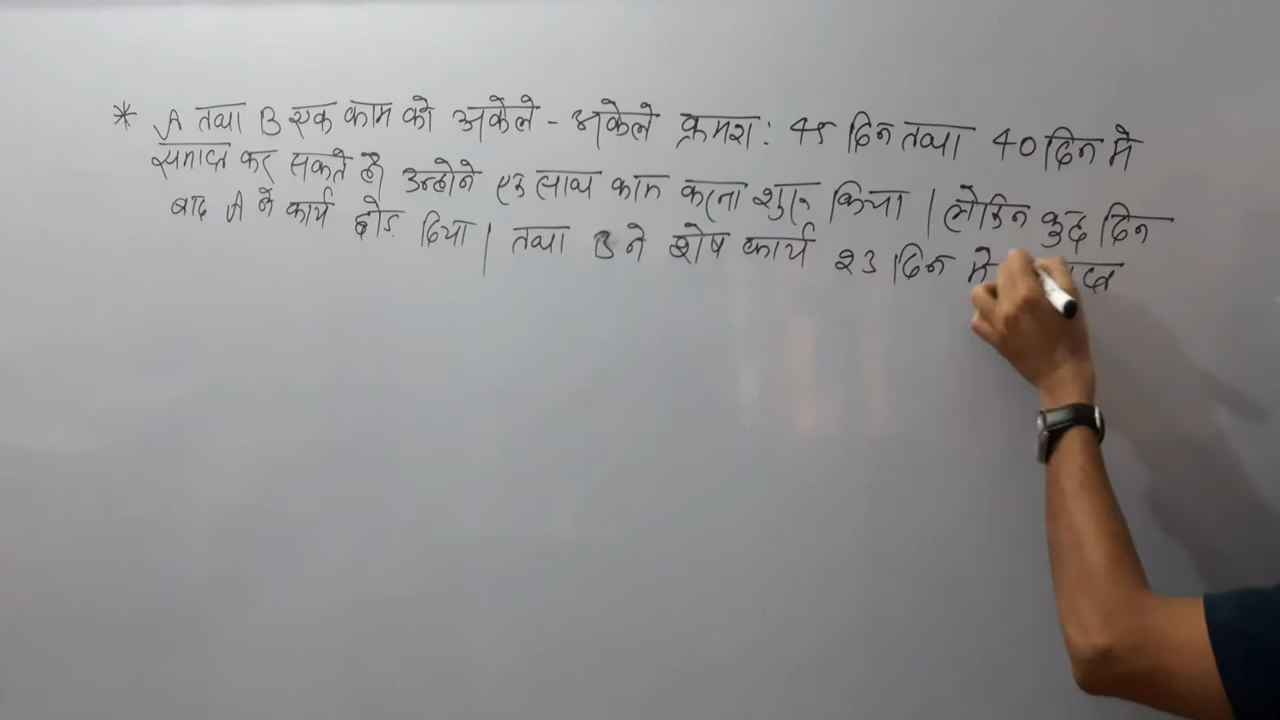 * A तथा B एक काम को अकेले - अकेले क्रमश: 45 दिन तथा 40 दिन मे
समाप्त कर सकते है उन्होने एक साथ काम करना शुरू किया | लेकिन कुछ दिन
बाद A ने कार्य छोड़ दिया | तथा B ने शेष कार्य 23 दिन मे